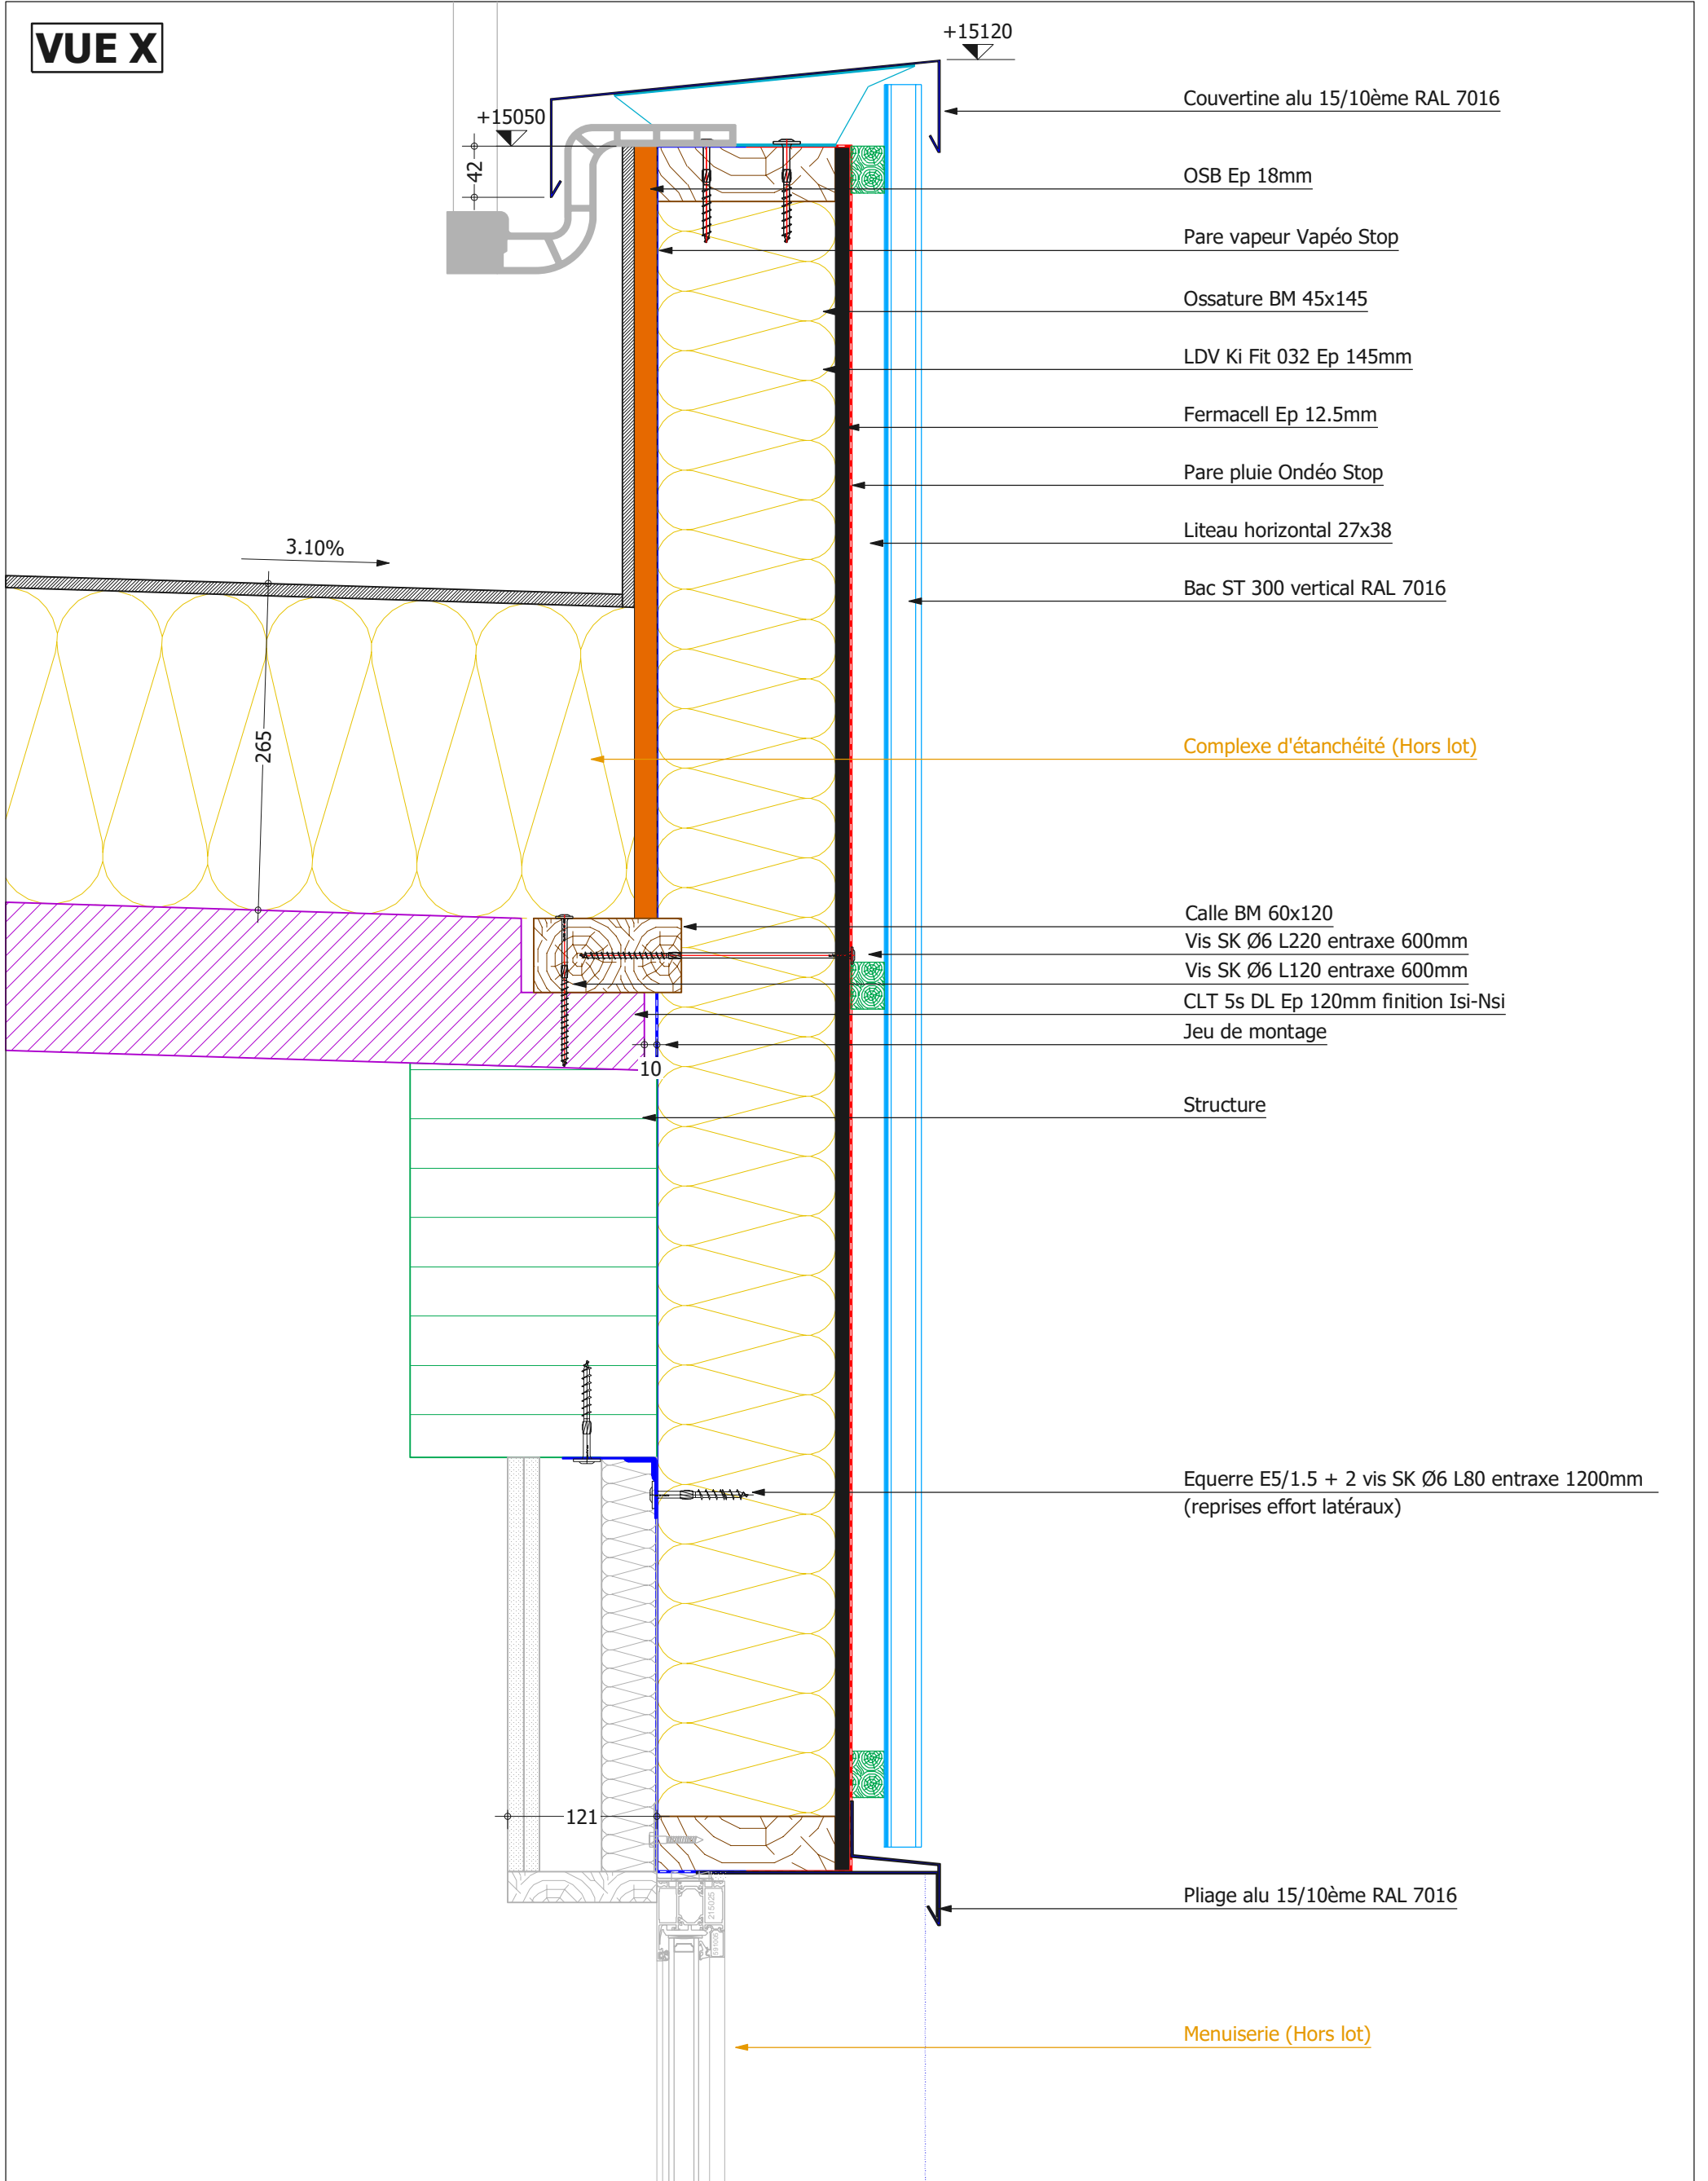 VUE X
+15120
Couvertine alu 15/10ème RAL 7016
+15050
42
OSB Ep 18mm
Pare vapeur Vapéo Stop
Ossature BM 45x145
LDV Ki Fit 032 Ep 145mm
Fermacell Ep 12.5mm
Pare pluie Ondéo Stop
Liteau horizontal 27x38
3.10%
Bac ST 300 vertical RAL 7016
265
Complexe d'étanchéité (Hors lot)
Calle BM 60x120
Vis SK Ø6 L220 entraxe 600mm
Vis SK Ø6 L120 entraxe 600mm
CLT 5s DL Ep 120mm finition Isi-Nsi
Jeu de montage
10
Structure
Equerre E5/1.5 + 2 vis SK Ø6 L80 entraxe 1200mm
(reprises effort latéraux)
121
Pliage alu 15/10ème RAL 7016
215025
Menuiserie (Hors lot)